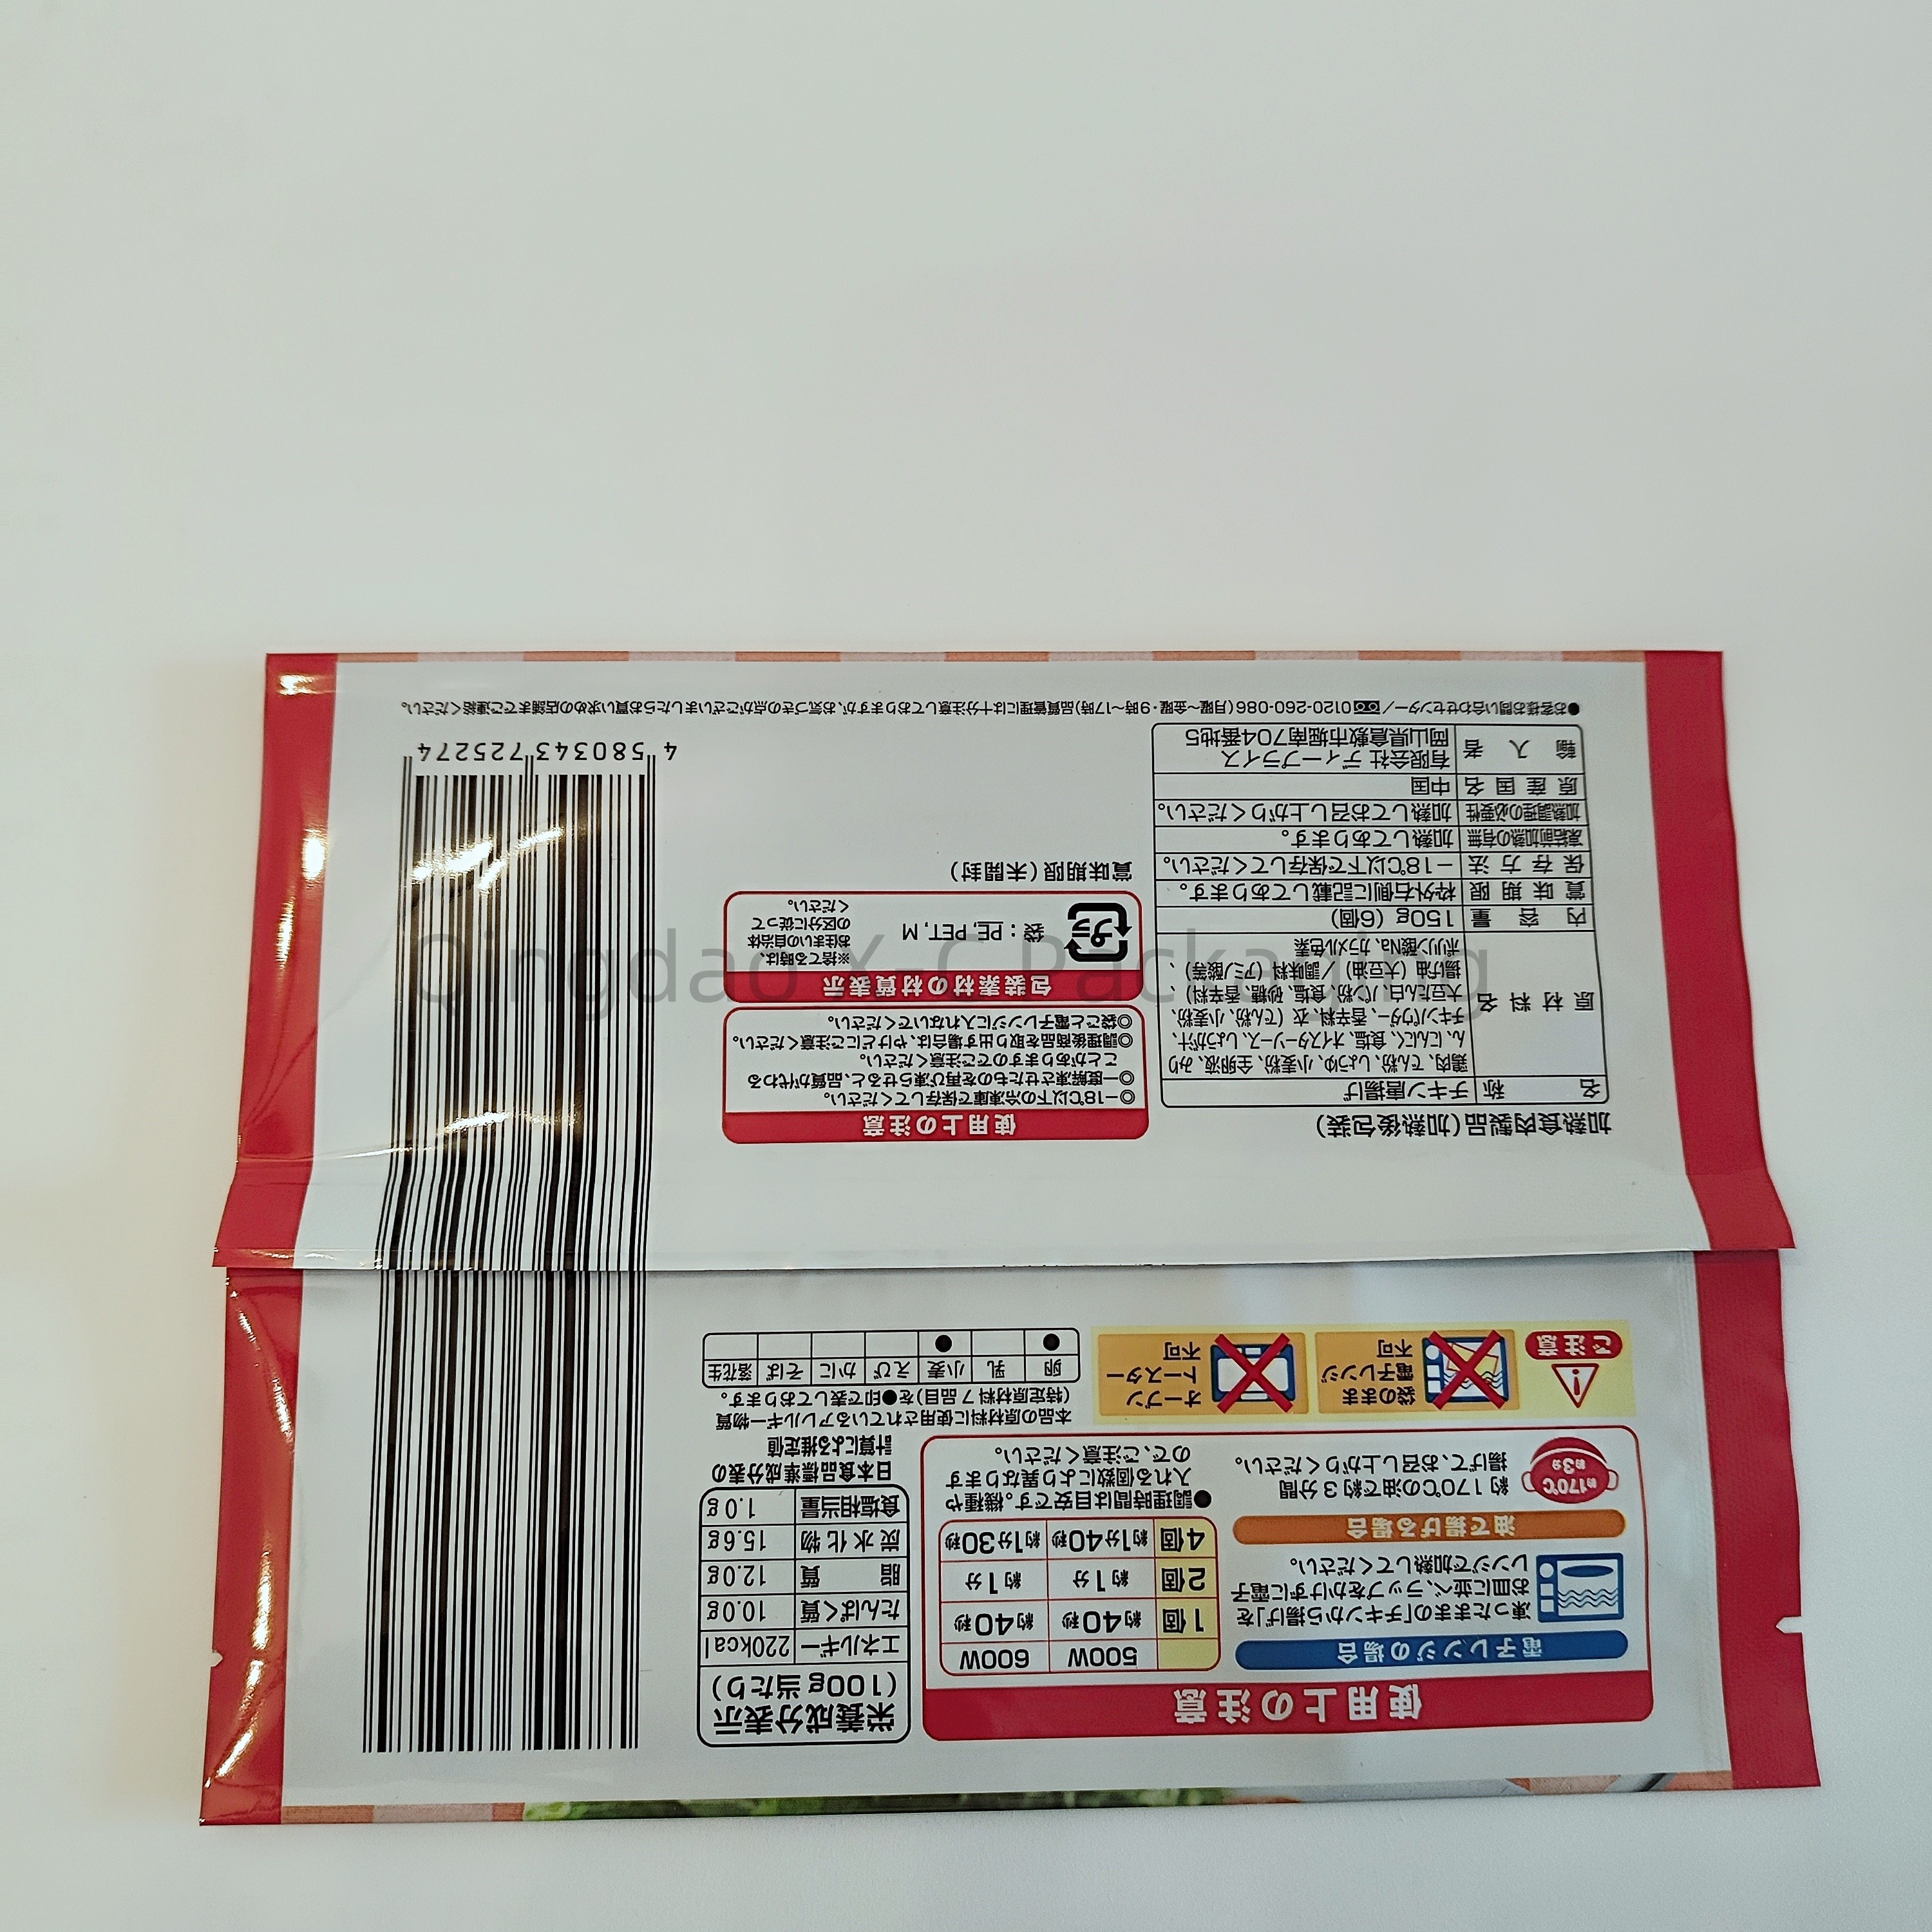 使用上の注意
電子レンジの場合
凍ったままの「チキンから揚げ」を
お皿に並べ、ラップをかけずに電子
レンジで加熱してください。
油で揚げる場合
約170℃
約3分
約170℃の油で約3分間
揚げて、お召し上がりください。
500W 600W
1個 約40秒 約40秒
2個 約1分 約1分
4個 約1分40秒 約1分30秒
●調理時間は目安です。機種や
入れる個数により異なります
ので、ご注意ください。
ご注意
袋のまま
電子レンジ
不可
オーブン
トースター
不可
栄養成分表示
(100g当たり)
エネルギー 220kcal
たんぱく質 10.0g
脂質 12.0g
炭水化物 15.6g
食塩相当量 1.0g
日本食品標準成分表の
計算による推定値
本品の原材料に使用されているアレルギー物質
(特定原材料7品目)を●印で表しております。
卵 乳 小麦 えび かに そば 落花生
● ●
加熱食肉製品(加熱後包装)
名称 チキン唐揚げ
原材料名 鶏肉、でん粉、しょうゆ、小麦粉、全卵液、みり
ん、にんにく、食塩、オイスターソース、しょうが汁、
チキンパウダー、香辛料、衣（でん粉、小麦粉、
大豆たん白、パン粉、食塩、砂糖、香辛料）、
揚げ油（大豆油）／調味料（アミノ酸等）、
ポリリン酸Na、カラメル色素
内容量 150g（6個）
賞味期限 枠外右側に記載してあります。
保存方法 －18℃以下で保存してください。
凍結前加熱の有無 加熱してあります。
加熱調理の必要性 加熱してお召し上がりください。
原産国名 中国
輸入者 有限会社 ディープライス
岡山県倉敷市堀南704番地5
使用上の注意
◎－18℃以下の冷凍庫で保存してください。
◎一度解凍させたものを再び凍らせると、品質が代わる
ことがありますのでご注意ください。
◎調理後商品を取り出す場合は、やけどにご注意ください。
◎袋ごと電子レンジに入れないでください。
包装素材の材質表示
プラ
袋：PE, PET, M
※捨てる時は、
お住まいの自治体
の区分に従って
ください。
賞味期限(未開封)
4 580343 725274
●お客様お問い合わせセンター／0120-260-086(月曜～金曜・9時～17時)品質管理には十分注意しておりますが、お気づきの点がございましたらお買い求めの店舗までご連絡ください。
Qingdao X-C Packaging